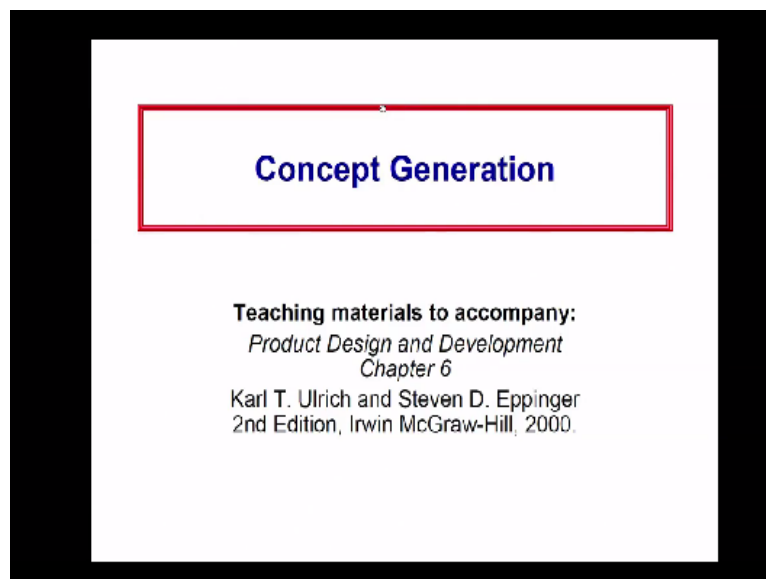 Concept Generation
Teaching materials to accompany:
Product Design and Development
Chapter 6
Karl T. Ulrich and Steven D. Eppinger
2nd Edition, Irwin McGraw-Hill, 2000.